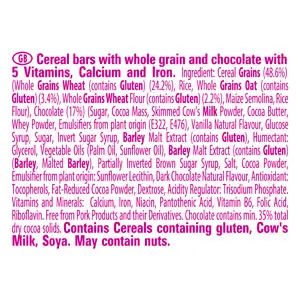 GB Cereal bars with whole grain and chocolate with
5 Vitamins, Calcium and Iron. Ingredient: Cereal Grains (48.6%)
(Whole Grains Wheat (contains Gluten) (24.2%), Rice, Whole Grains Oat (contains
Gluten) (3.4%), Whole Grains Wheat Flour (contains Gluten) (2.2%), Maize Semolina, Rice
Flour), Chocolate (17%) (Sugar, Cocoa Mass, Skimmed Cow's Milk Powder, Cocoa Butter,
Whey Powder, Emulsifiers from plant origin (E322, E476), Vanilla Natural Flavour, Glucose
Syrup, Sugar, Invert Sugar Syrup, Barley Malt Extract (contains Gluten), Humectant:
Glycerol, Vegetable Oils (Palm Oil, Sunflower Oil), Barley Malt Extract (contains Gluten)
(Barley, Malted Barley), Partially Inverted Brown Sugar Syrup, Salt, Cocoa Powder,
Emulsifier from plant origin: Sunflower Lecithin, Dark Chocolate Natural Flavour, Antioxidant:
Tocopherols, Fat-Reduced Cocoa Powder, Dextrose, Acidity Regulator: Trisodium Phosphate.
Vitamins and Minerals: Calcium, Iron, Niacin, Pantothenic Acid, Vitamin B6, Folic Acid,
Riboflavin. Free from Pork Products and their Derivatives. Chocolate contains min. 35% total
dry cocoa solids. Contains Cereals containing gluten, Cow's
Milk, Soya. May contain nuts.